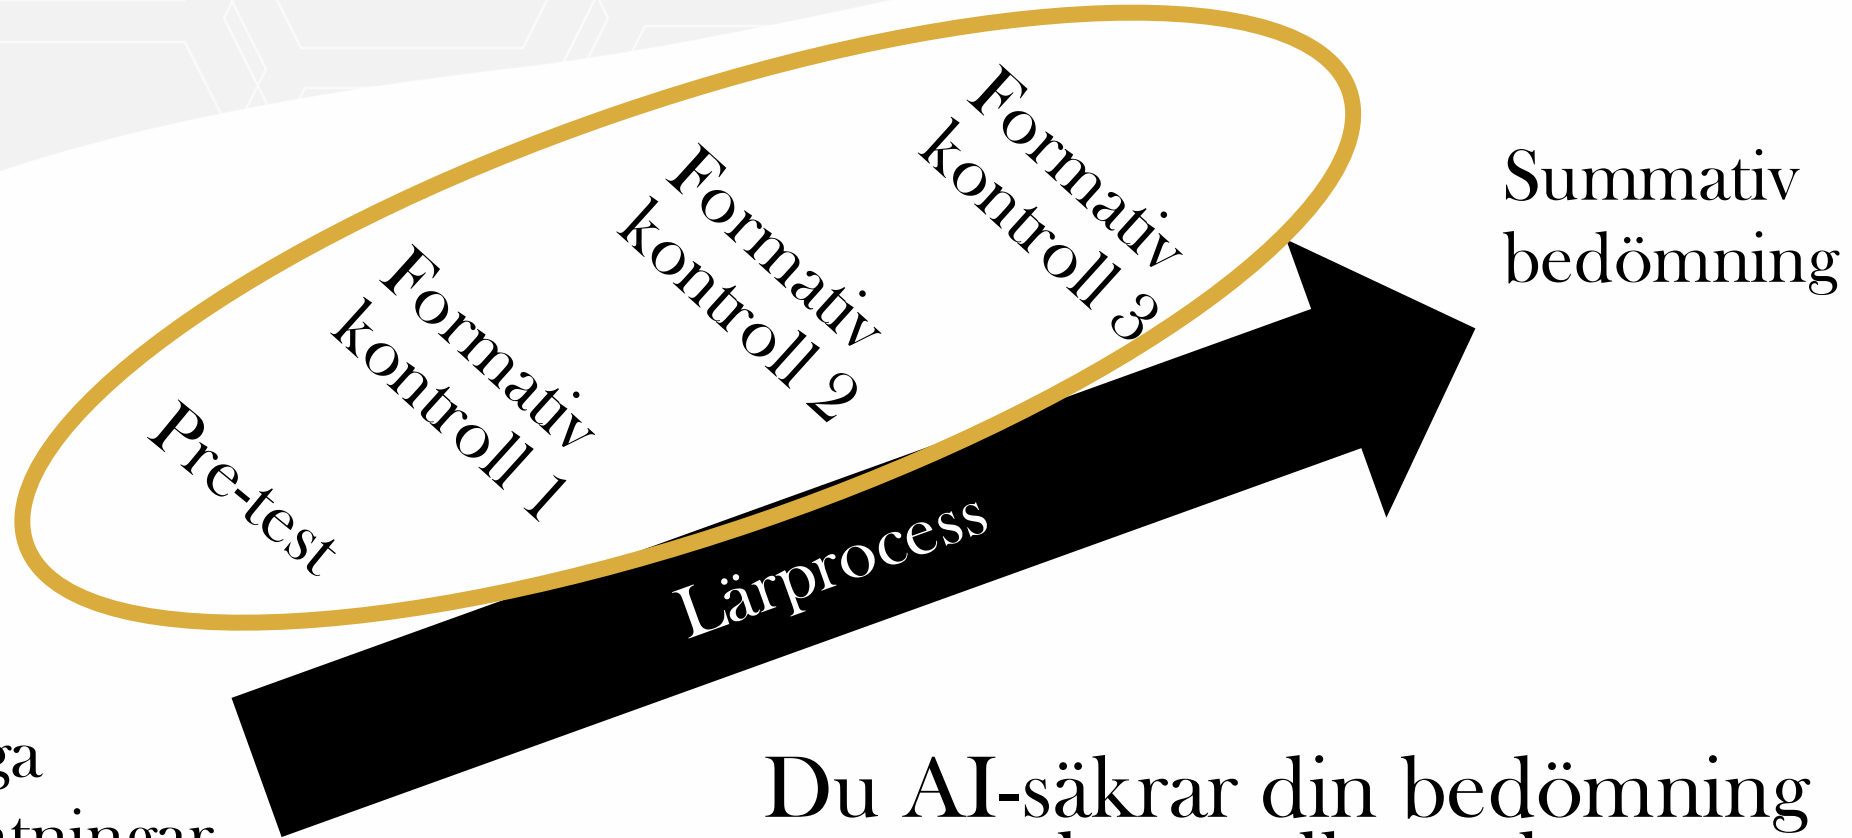 Pre-test
Formativ
kontroll 1
Formativ
kontroll 2
Formativ
kontroll 3
Summativ
bedömning
Lärprocess
Du AI-säkrar din bedömning